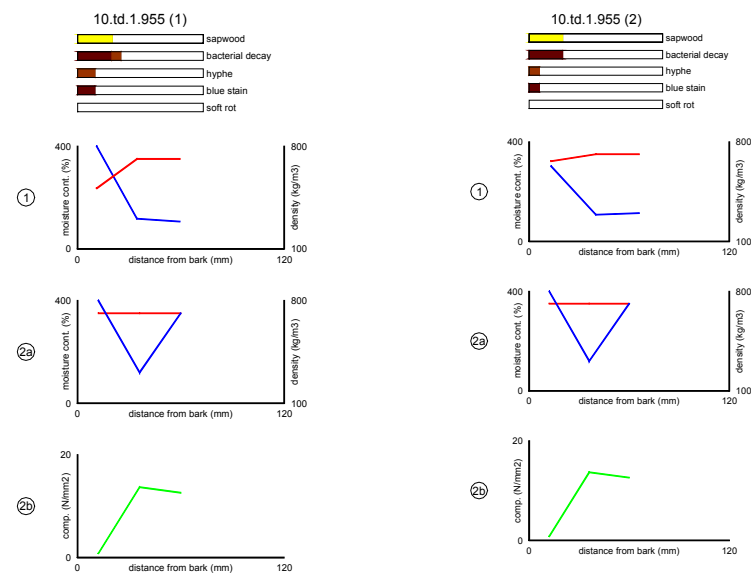 10.td.1.955 (1)
sapwood
bacterial decay
hyphe
blue stain
soft rot
1
400
0
moisture cont. (%)
800
100
density (kg/m3)
0
distance from bark (mm)
120
2a
400
0
moisture cont. (%)
800
100
density (kg/m3)
0
distance from bark (mm)
120
2b
20
0
comp. (N/mm2)
0
distance from bark (mm)
120
10.td.1.955 (2)
sapwood
bacterial decay
hyphe
blue stain
soft rot
1
400
0
moisture cont. (%)
800
100
density (kg/m3)
0
distance from bark (mm)
120
2a
400
0
moisture cont. (%)
800
100
density (kg/m3)
0
distance from bark (mm)
120
2b
20
0
comp. (N/mm2)
0
distance from bark (mm)
120